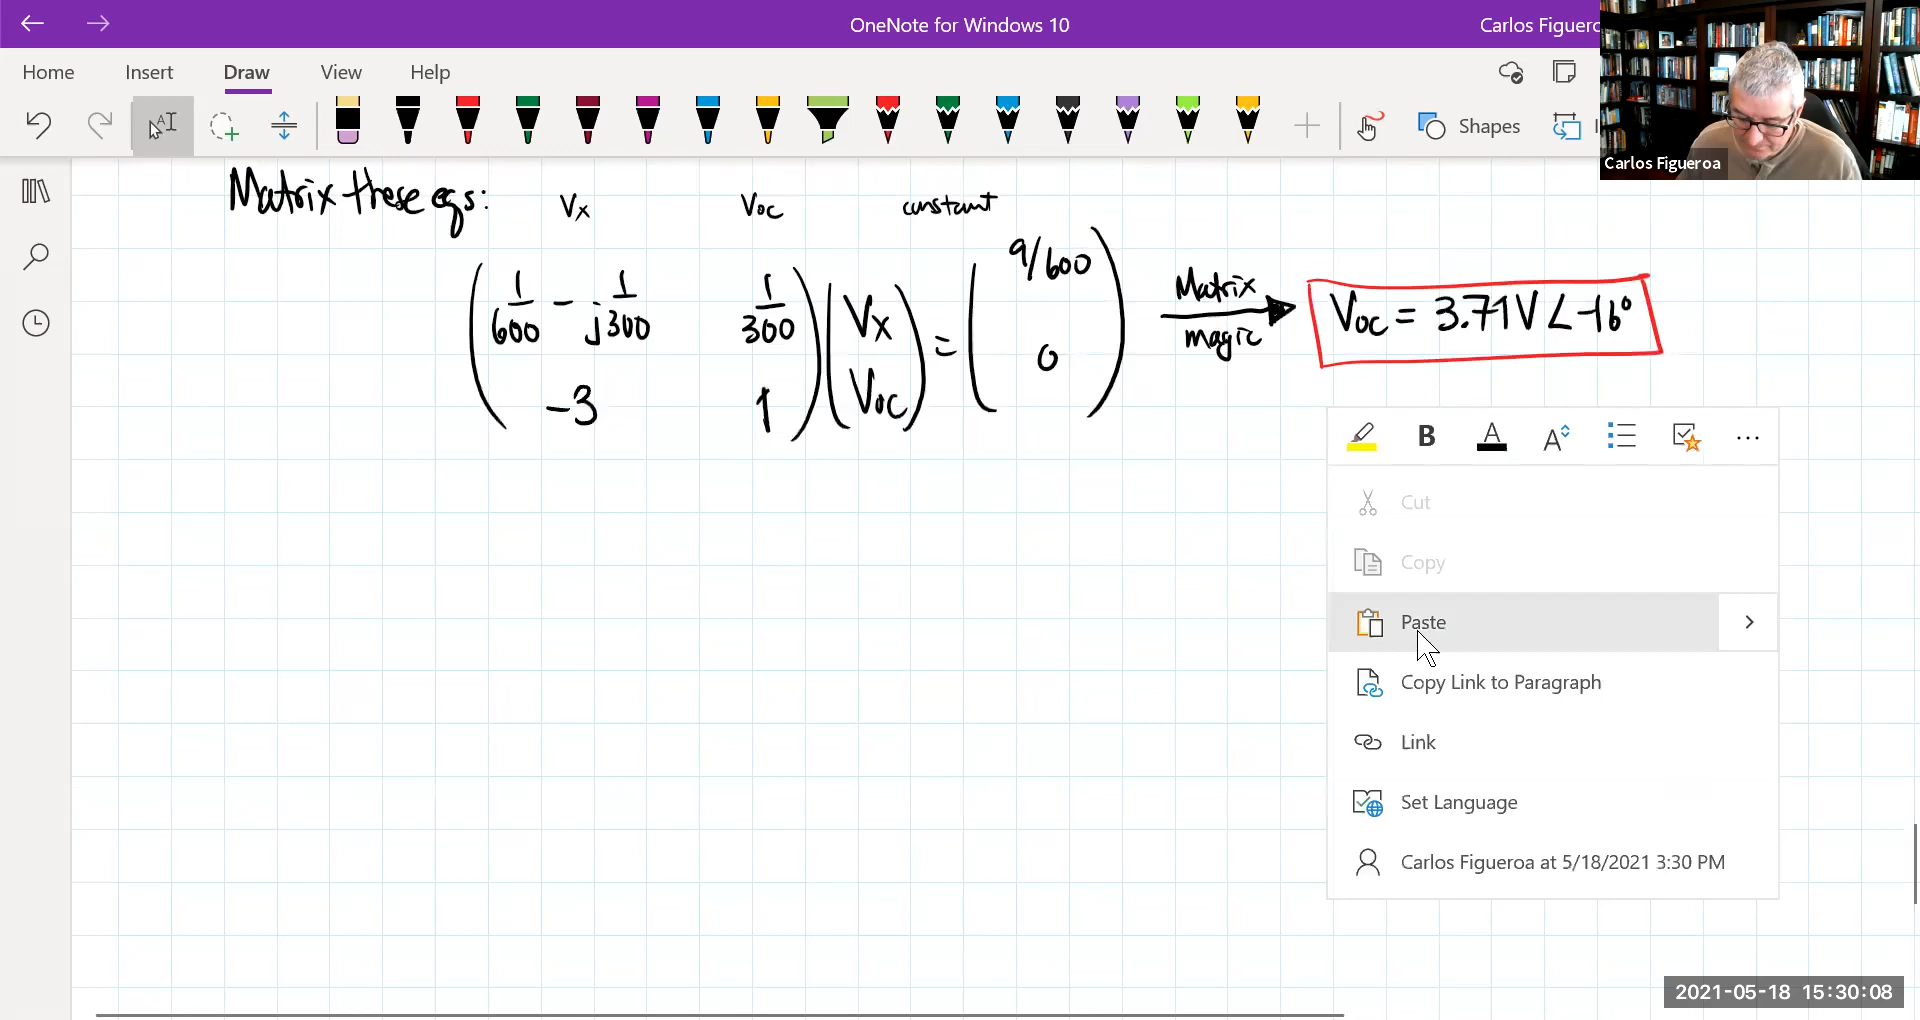 OneNote for Windows 10
Carlos Figuero
Home Insert Draw View Help
Shapes
Carlos Figueroa
Matrix these eqs: Vx Voc constant
(1/600 - 1/j300 1/300) (Vx) = (9/600) Matrix magic → Voc = 3.71V ∠-16°
(-3 1) (Voc) (0)
B A A ...
Cut
Copy
Paste
Copy Link to Paragraph
Link
Set Language
Carlos Figueroa at 5/18/2021 3:30 PM
2021-05-18 15:30:08